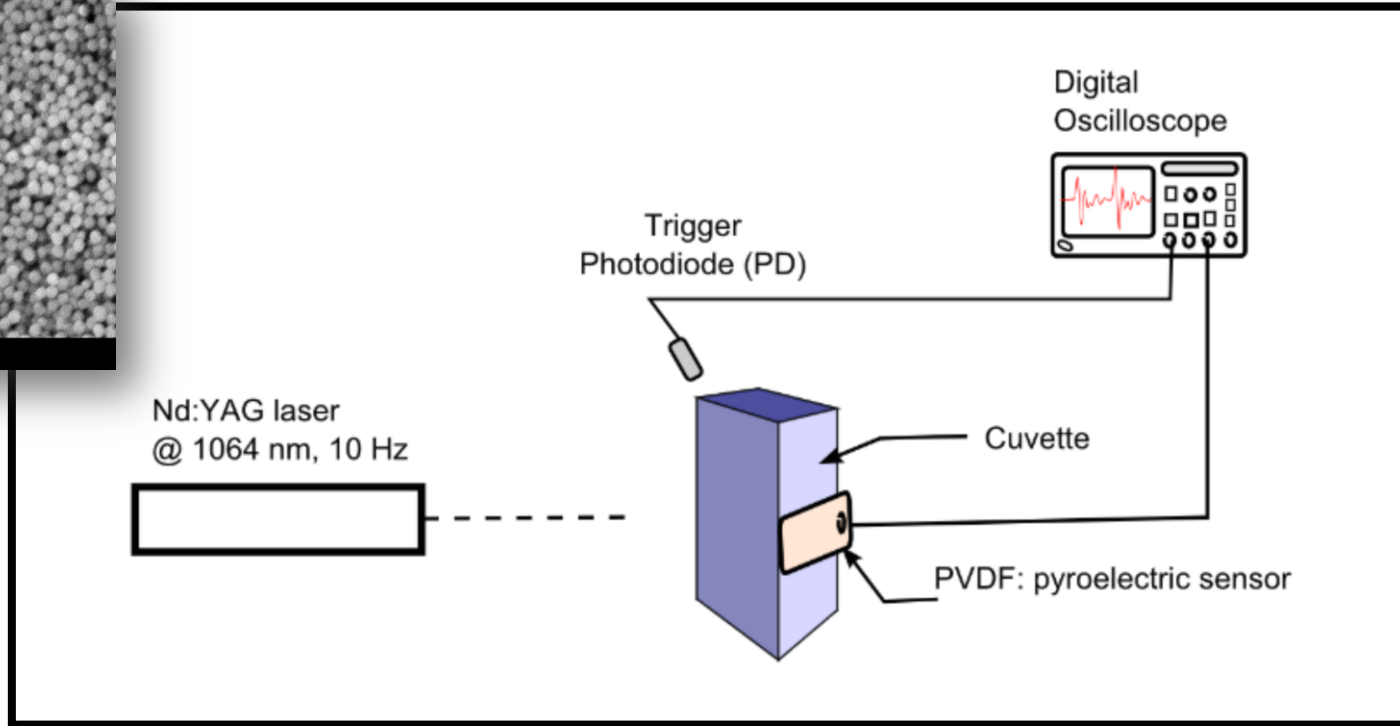 Digital
Oscilloscope
Trigger
Photodiode (PD)
Nd:YAG laser
@ 1064 nm, 10 Hz
Cuvette
PVDF: pyroelectric sensor